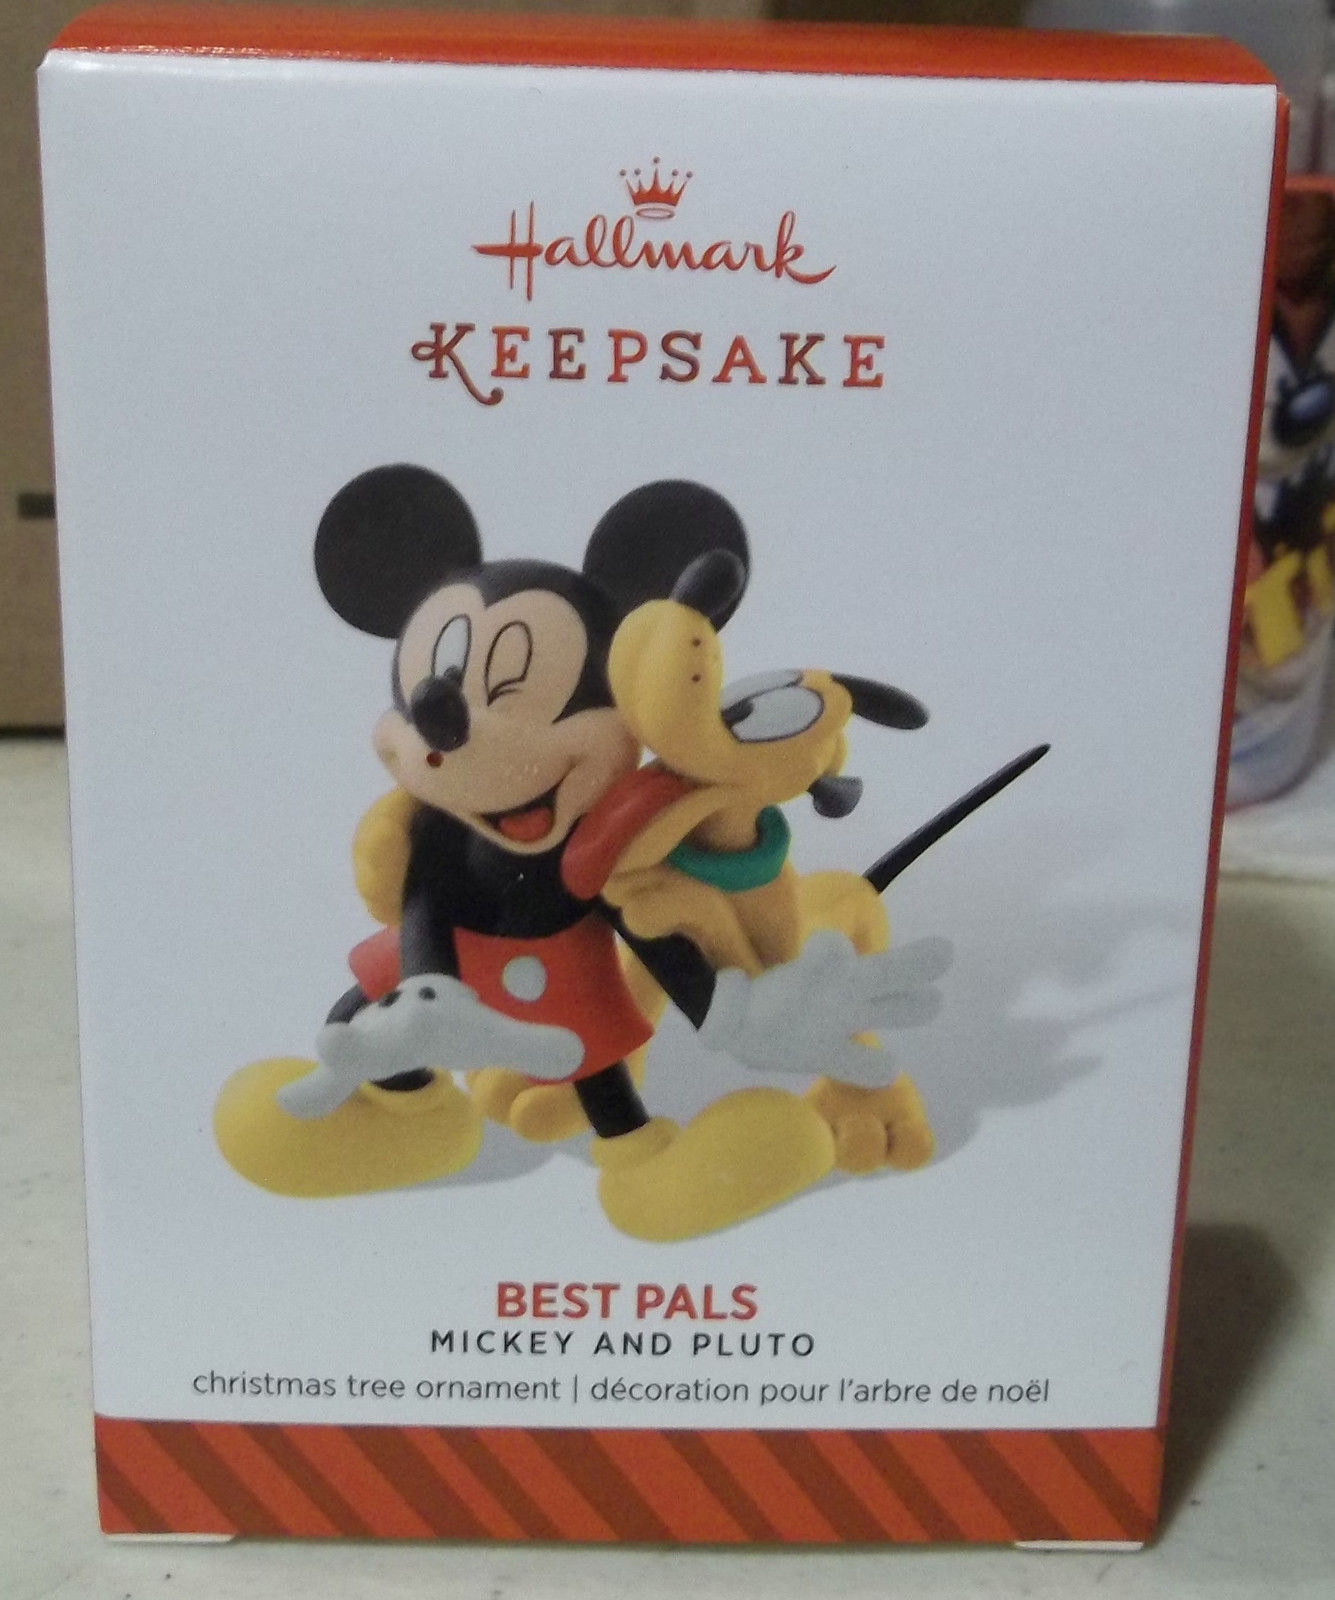 Hallmark
KEEPSAKE
BEST PALS
MICKEY AND PLUTO
christmas tree ornament | décoration pour l'arbre de noël